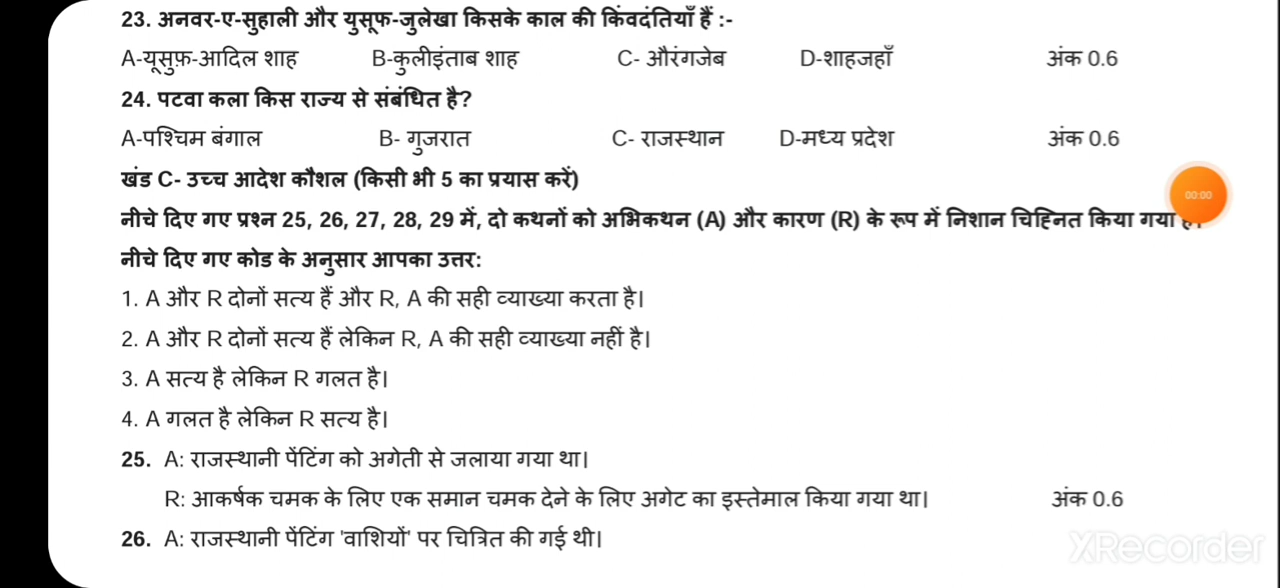 23. अनवर-ए-सुहाली और युसूफ-जुलेखा किसके काल की किंवदंतियाँ हैं :-
A-यूसुफ़-आदिल शाह B-कुलीइंताब शाह C- औरंगजेब D-शाहजहाँ अंक 0.6
24. पटवा कला किस राज्य से संबंधित है?
A-पश्चिम बंगाल B- गुजरात C- राजस्थान D-मध्य प्रदेश अंक 0.6
खंड C- उच्च आदेश कौशल (किसी भी 5 का प्रयास करें)
00:00
नीचे दिए गए प्रश्न 25, 26, 27, 28, 29 में, दो कथनों को अभिकथन (A) और कारण (R) के रूप में निशान चिह्नित किया गया है।
नीचे दिए गए कोड के अनुसार आपका उत्तर:
1. A और R दोनों सत्य हैं और R, A की सही व्याख्या करता है।
2. A और R दोनों सत्य हैं लेकिन R, A की सही व्याख्या नहीं है।
3. A सत्य है लेकिन R गलत है।
4. A गलत है लेकिन R सत्य है।
25. A: राजस्थानी पेंटिंग को अगेती से जलाया गया था।
R: आकर्षक चमक के लिए एक समान चमक देने के लिए अगेट का इस्तेमाल किया गया था। अंक 0.6
26. A: राजस्थानी पेंटिंग 'वाशियों' पर चित्रित की गई थी।
XRecorder